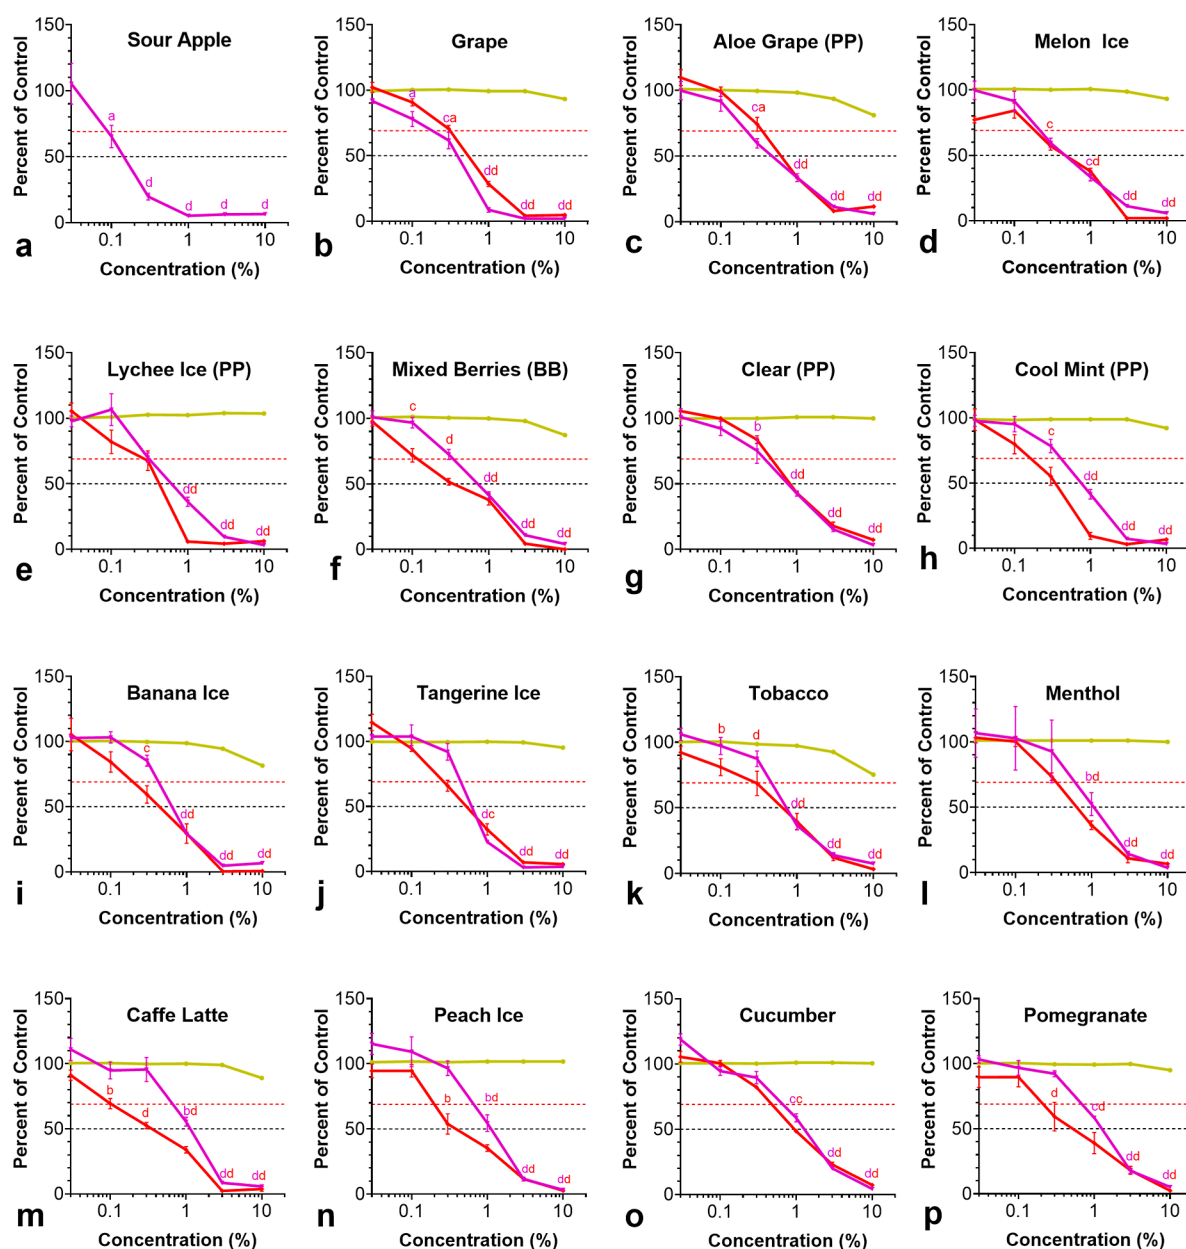 150
100
50
0
Percent of Control
Sour Apple
a
d
d
d
d
0.1
1
10
Concentration (%)
a
150
100
50
0
Percent of Control
Grape
a
ca
dd
dd
dd
0.1
1
10
Concentration (%)
b
150
100
50
0
Percent of Control
Aloe Grape (PP)
ca
dd
dd
dd
0.1
1
10
Concentration (%)
c
150
100
50
0
Percent of Control
Melon Ice
c
cd
dd
dd
0.1
1
10
Concentration (%)
d
150
100
50
0
Percent of Control
Lychee Ice (PP)
dd
dd
dd
0.1
1
10
Concentration (%)
e
150
100
50
0
Percent of Control
Mixed Berries (BB)
c
d
dd
dd
dd
0.1
1
10
Concentration (%)
f
150
100
50
0
Percent of Control
Clear (PP)
b
dd
dd
dd
0.1
1
10
Concentration (%)
g
150
100
50
0
Percent of Control
Cool Mint (PP)
c
dd
dd
dd
0.1
1
10
Concentration (%)
h
150
100
50
0
Percent of Control
Banana Ice
c
dd
dd
dd
0.1
1
10
Concentration (%)
i
150
100
50
0
Percent of Control
Tangerine Ice
dc
dd
dd
0.1
1
10
Concentration (%)
j
150
100
50
0
Percent of Control
Tobacco
b
d
dd
dd
dd
0.1
1
10
Concentration (%)
k
150
100
50
0
Percent of Control
Menthol
bd
dd
dd
0.1
1
10
Concentration (%)
l
150
100
50
0
Percent of Control
Caffe Latte
b
d
bd
dd
dd
0.1
1
10
Concentration (%)
m
150
100
50
0
Percent of Control
Peach Ice
b
bd
dd
dd
0.1
1
10
Concentration (%)
n
150
100
50
0
Percent of Control
Cucumber
cc
dd
dd
0.1
1
10
Concentration (%)
o
150
100
50
0
Percent of Control
Pomegranate
d
cd
dd
dd
0.1
1
10
Concentration (%)
p